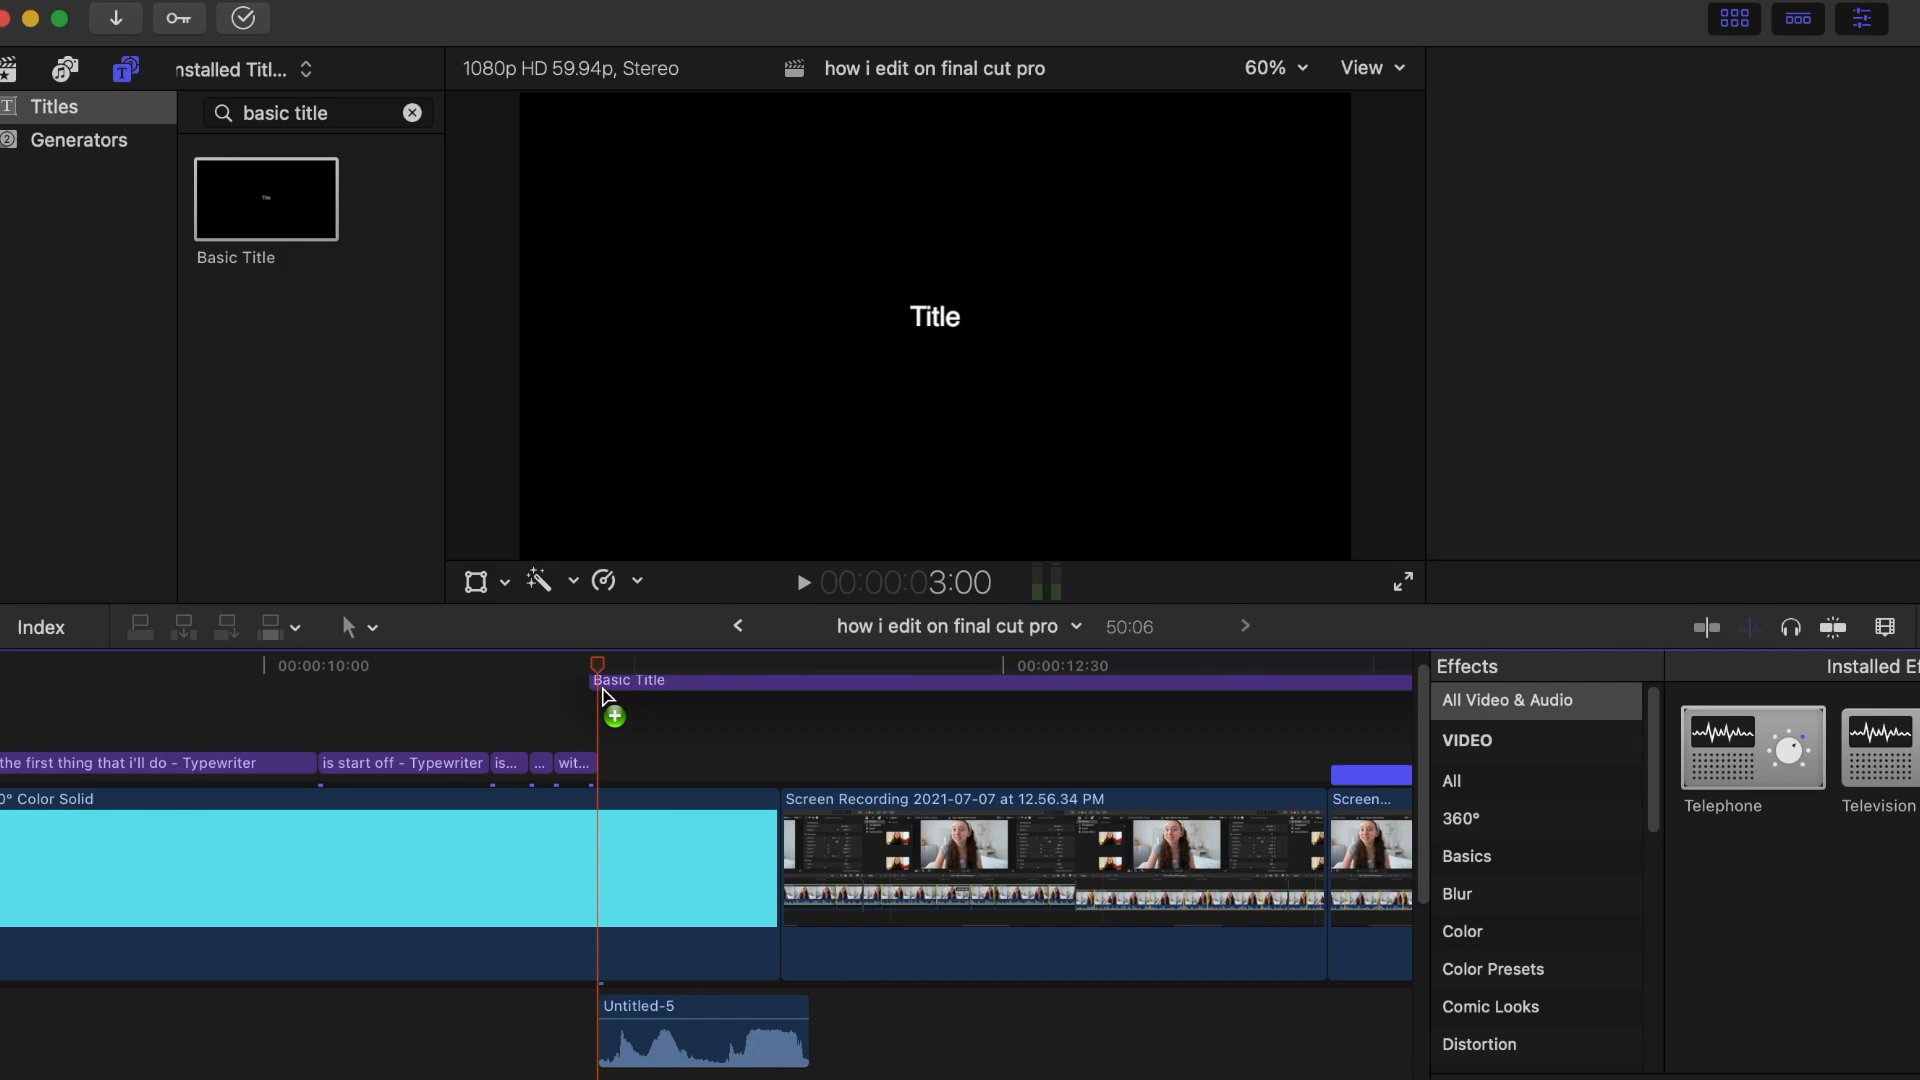 nstalled Titl...
1080p HD 59.94p, Stereo
how i edit on final cut pro
60%
View
Titles
basic title
Generators
Title
Basic Title
Title
00:00:03:00
Index
how i edit on final cut pro
50:06
00:00:10:00
00:00:12:30
Effects
Installed Ef
Basic Title
All Video & Audio
VIDEO
the first thing that i'll do - Typewriter
is start off - Typewriter
is...
...
wit...
All
0° Color Solid
Screen Recording 2021-07-07 at 12.56.34 PM
Screen...
Telephone
Television
360°
Basics
Blur
Color
Color Presets
Untitled-5
Comic Looks
Distortion